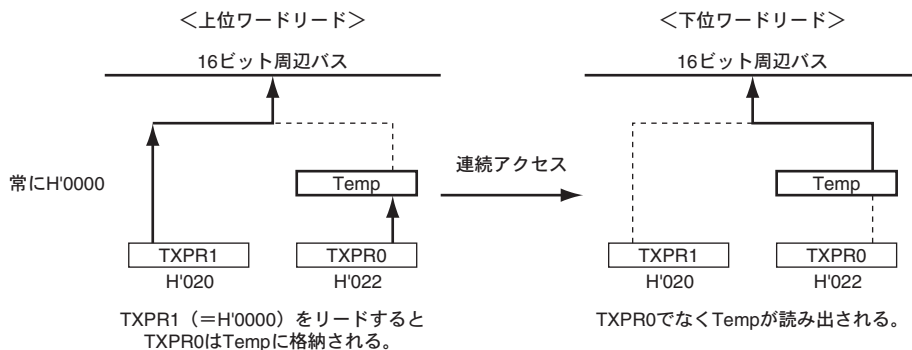 ＜上位ワードリード＞
16ビット周辺バス
常にH'0000
Temp
TXPR1
TXPR0
H'020
H'022
TXPR1（＝H'0000）をリードすると
TXPR0はTempに格納される。
連続アクセス
＜下位ワードリード＞
16ビット周辺バス
Temp
TXPR1
TXPR0
H'020
H'022
TXPR0でなくTempが読み出される。